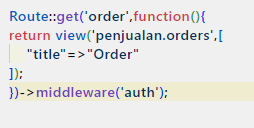 Route::get('order',function(){
return view('penjualan.orders',[
"title"=>"Order"
]);
})->middleware('auth');